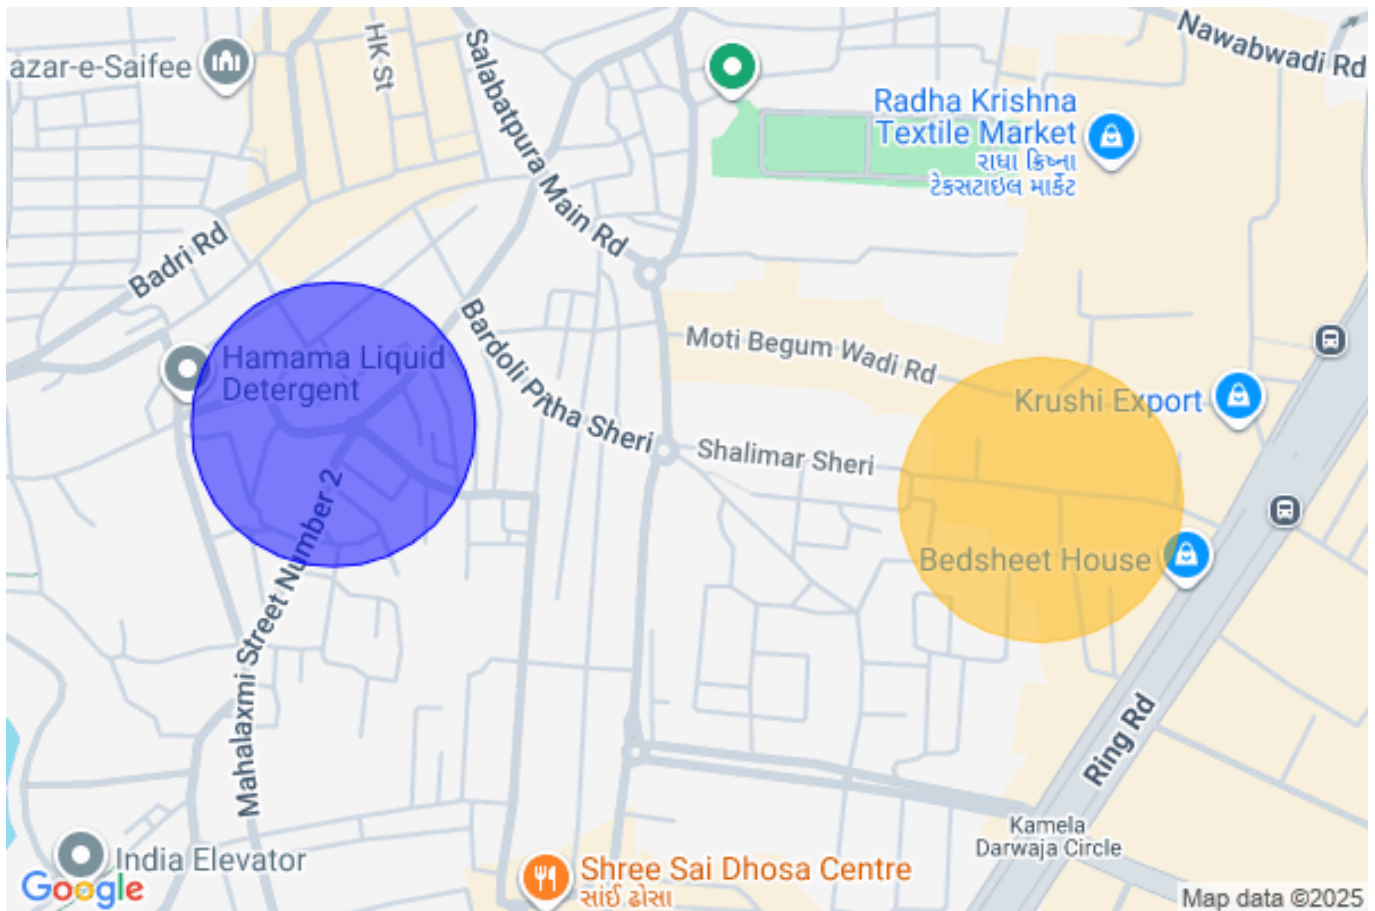 azar-e-Saifee
HK St
Salabatpura Main Rd
Nawabwadi Rd
Radha Krishna
Textile Market
રાધા ક્રિષ્ના
ટેકસટાઇલ માર્કેટ
Badri Rd
Hamama Liquid
Detergent
Bardoli Pitha Sheri
Moti Begum Wadi Rd
Krushi Export
Shalimar Sheri
Bedsheet House
Mahalaxmi Street Number 2
Ring Rd
Kamela
Darwaja Circle
India Elevator
Shree Sai Dhosa Centre
સાંઈ ઢોસા
Google
Map data ©2025